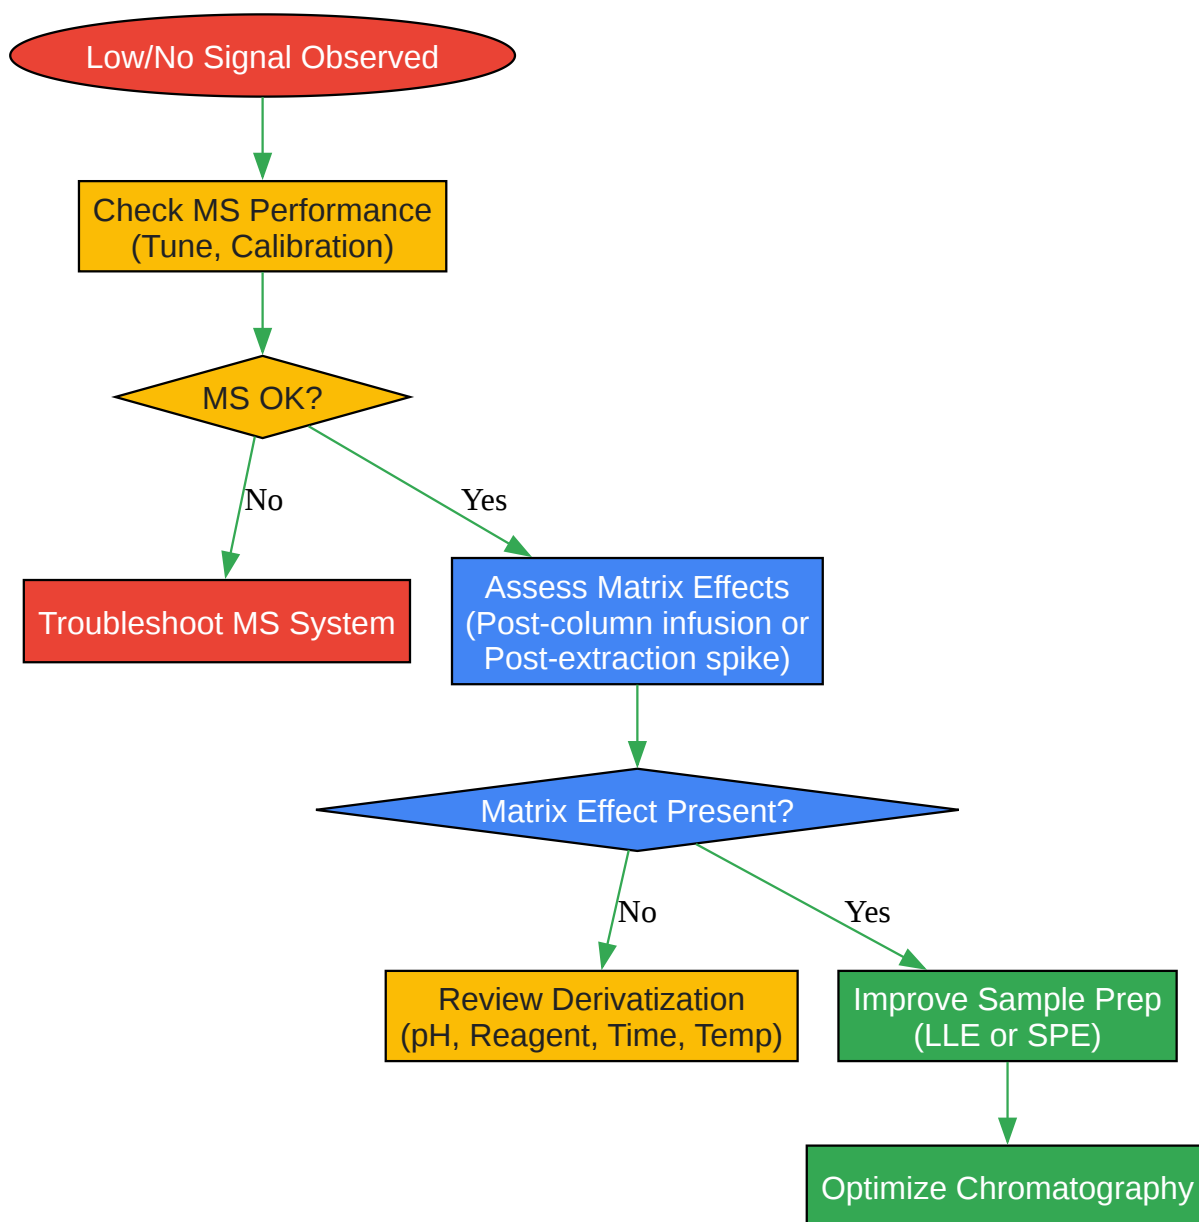 Low/No Signal Observed
Check MS Performance
(Tune, Calibration)
MS OK?
No
Yes
Troubleshoot MS System
Assess Matrix Effects
(Post-column infusion or
Post-extraction spike)
Matrix Effect Present?
No
Yes
Review Derivatization
(pH, Reagent, Time, Temp)
Improve Sample Prep
(LLE or SPE)
Optimize Chromatography